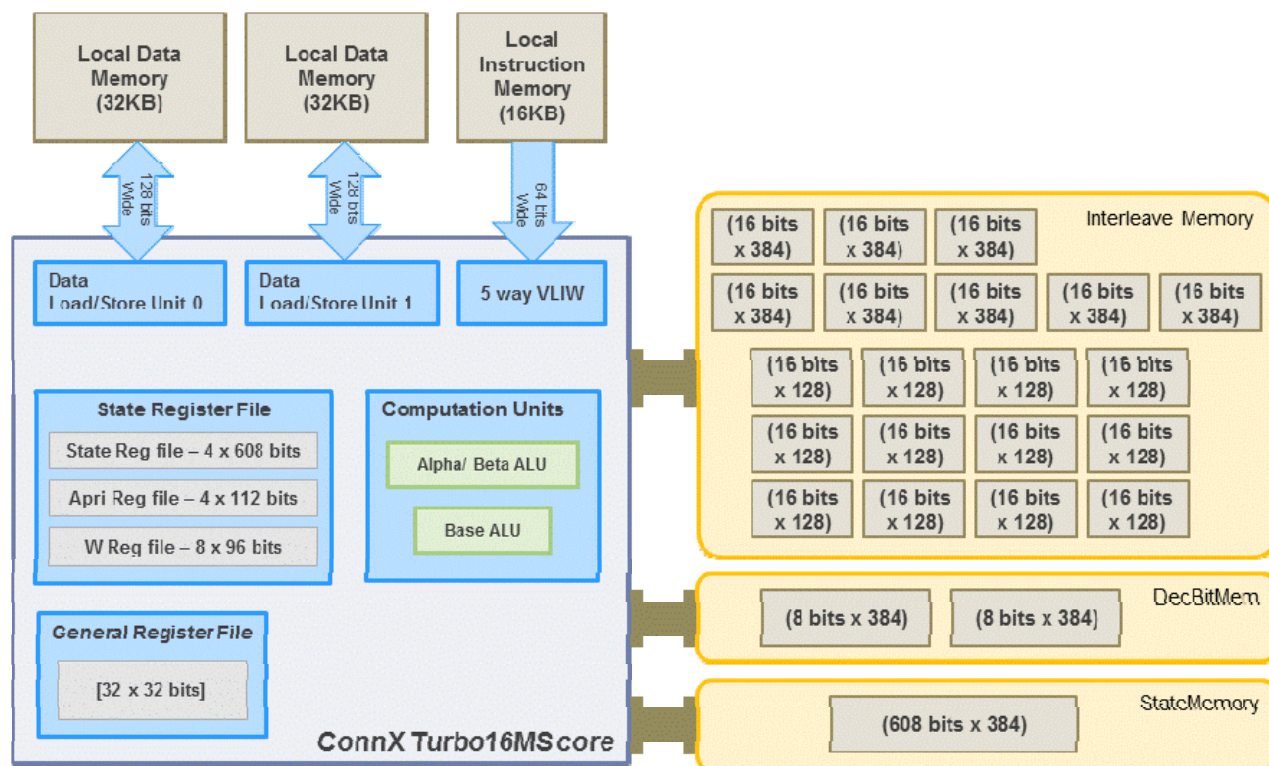 Local Data
Memory
(32KB)
Local Data
Memory
(32KB)
Local
Instruction
Memory
(16KB)
128 bits
Wide
128 bits
Wide
64 bits
Wide
Data
Load/Store Unit 0
Data
Load/Store Unit 1
5 way VLIW
State Register File
State Reg file – 4 x 608 bits
Apri Reg file – 4 x 112 bits
W Reg file – 8 x 96 bits
Computation Units
Alpha/ Beta ALU
Base ALU
General Register File
[32 x 32 bits]
ConnX Turbo16MS core
Interleave Memory
(16 bits
x 384)
(16 bits
x 384)
(16 bits
x 384)
(16 bits
x 384)
(16 bits
x 384)
(16 bits
x 384)
(16 bits
x 384)
(16 bits
x 384)
(16 bits
x 128)
(16 bits
x 128)
(16 bits
x 128)
(16 bits
x 128)
(16 bits
x 128)
(16 bits
x 128)
(16 bits
x 128)
(16 bits
x 128)
(16 bits
x 128)
(16 bits
x 128)
(16 bits
x 128)
(16 bits
x 128)
DecBitMem
(8 bits x 384)
(8 bits x 384)
StateMemory
(608 bits x 384)